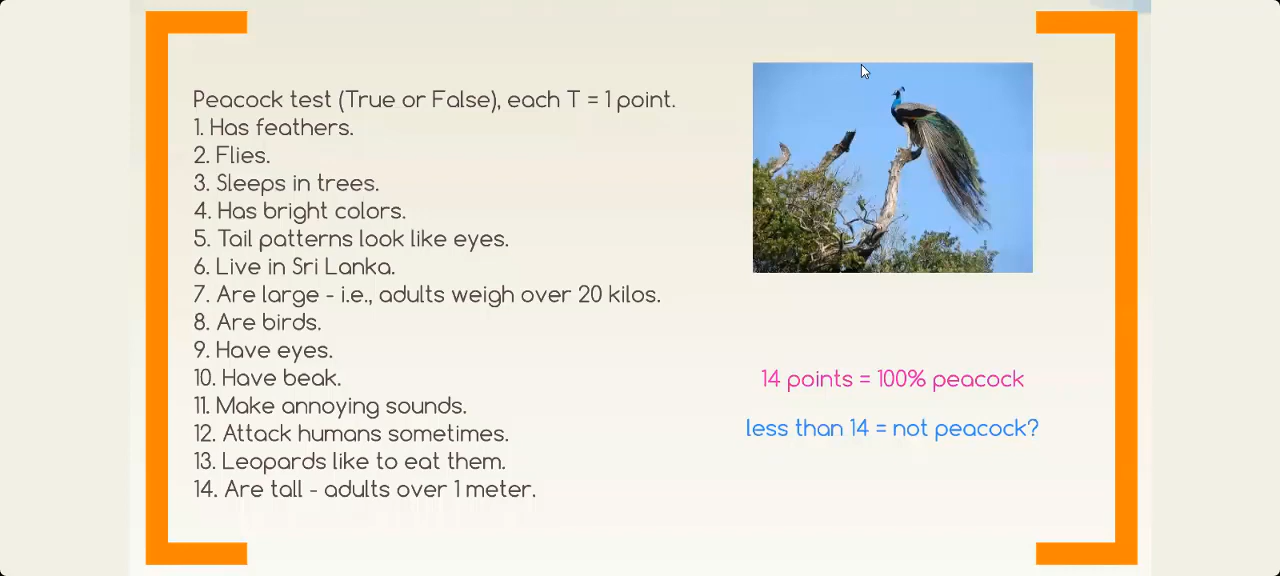 Peacock test (True or False), each T = 1 point.
1. Has feathers.
2. Flies.
3. Sleeps in trees.
4. Has bright colors.
5. Tail patterns look like eyes.
6. Live in Sri Lanka.
7. Are large - i.e., adults weigh over 20 kilos.
8. Are birds.
9. Have eyes.
10. Have beak.
11. Make annoying sounds.
12. Attack humans sometimes.
13. Leopards like to eat them.
14. Are tall - adults over 1 meter.
14 points = 100% peacock
less than 14 = not peacock?